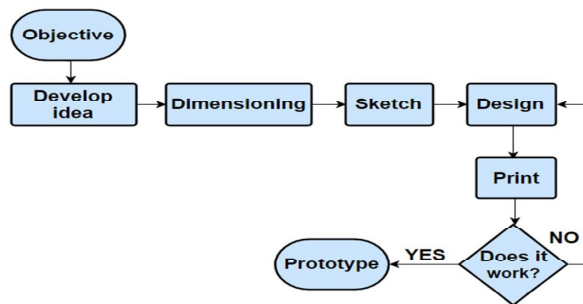 Objective
Develop
idea
Dimensioning
Sketch
Design
Print
Does it
work?
NO
YES
Prototype